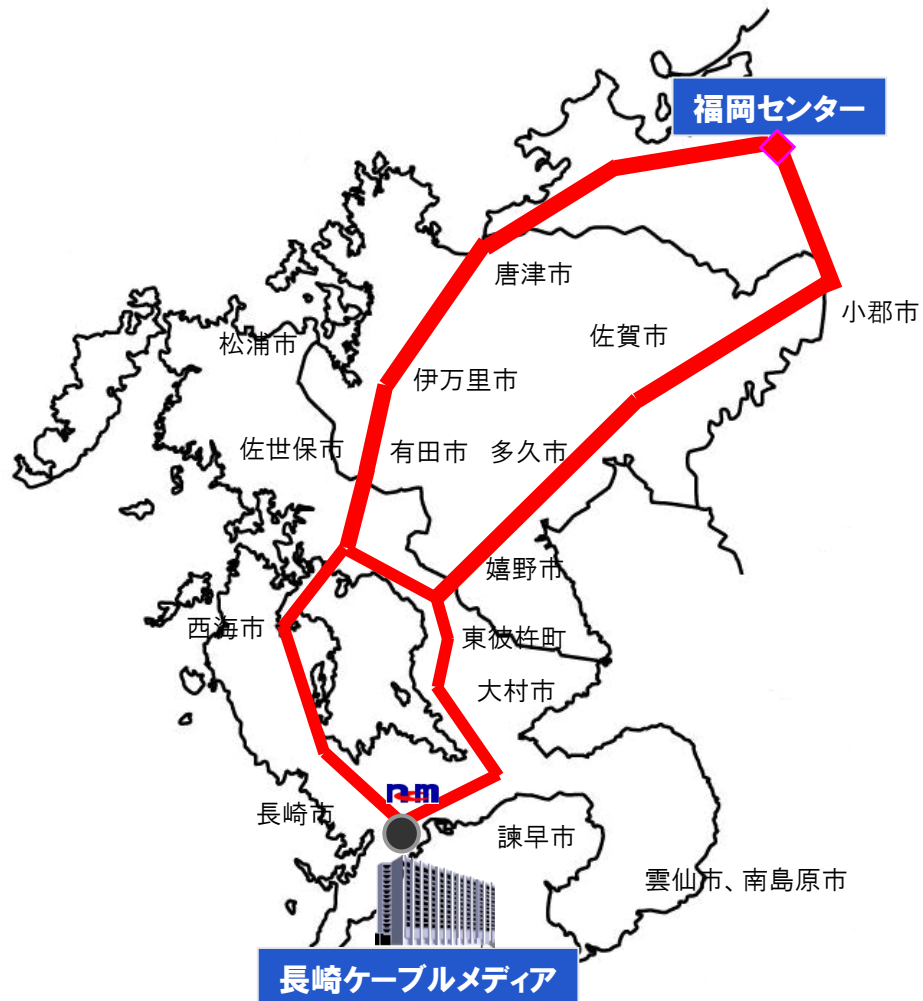 福岡センター
唐津市
小郡市
佐賀市
松浦市
伊万里市
佐世保市
有田市
多久市
嬉野市
西海市
東彼杵町
大村市
ncm
長崎市
諫早市
雲仙市、南島原市
長崎ケーブルメディア